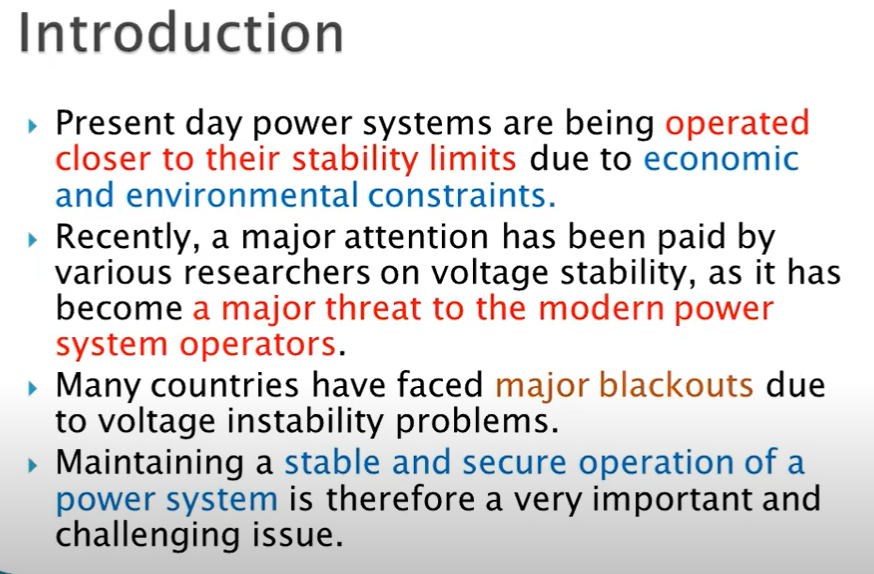 Introduction
Present day power systems are being operated
closer to their stability limits due to economic
and environmental constraints.
Recently, a major attention has been paid by
various researchers on voltage stability, as it has
become a major threat to the modern power
system operators.
Many countries have faced major blackouts due
to voltage instability problems.
Maintaining a stable and secure operation of a
power system is therefore a very important and
challenging issue.